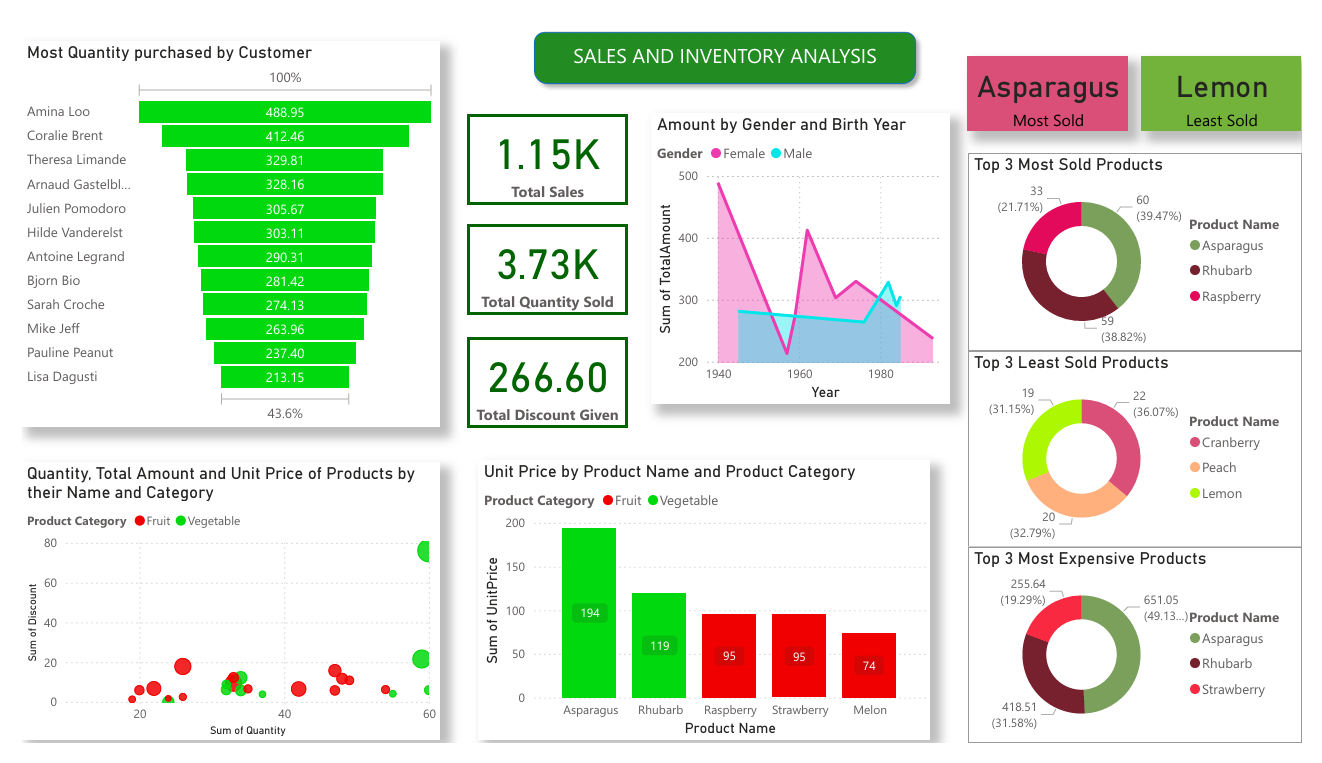 SALES AND INVENTORY ANALYSIS
Most Quantity purchased by Customer
100%
Amina Loo 488.95
Coralie Brent 412.46
Theresa Limande 329.81
Arnaud Gastelbl... 328.16
Julien Pomodoro 305.67
Hilde Vanderelst 303.11
Antoine Legrand 290.31
Bjorn Bio 281.42
Sarah Croche 274.13
Mike Jeff 263.96
Pauline Peanut 237.40
Lisa Dagusti 213.15
43.6%
1.15K
Total Sales
3.73K
Total Quantity Sold
266.60
Total Discount Given
Amount by Gender and Birth Year
Gender Female Male
Sum of TotalAmount
500
400
300
200
1940 1960 1980
Year
Asparagus
Most Sold
Lemon
Least Sold
Top 3 Most Sold Products
33
(21.71%)
60
(39.47%)
59
(38.82%)
Product Name
Asparagus
Rhubarb
Raspberry
Top 3 Least Sold Products
19
(31.15%)
22
(36.07%)
20
(32.79%)
Product Name
Cranberry
Peach
Lemon
Top 3 Most Expensive Products
255.64
(19.29%)
651.05
(49.13...)
418.51
(31.58%)
Product Name
Asparagus
Rhubarb
Strawberry
Quantity, Total Amount and Unit Price of Products by
their Name and Category
Product Category Fruit Vegetable
Sum of Discount
80
60
40
20
0
20 40 60
Sum of Quantity
Unit Price by Product Name and Product Category
Product Category Fruit Vegetable
Sum of UnitPrice
200
150
100
50
0
194
119
95
95
74
Asparagus Rhubarb Raspberry Strawberry Melon
Product Name